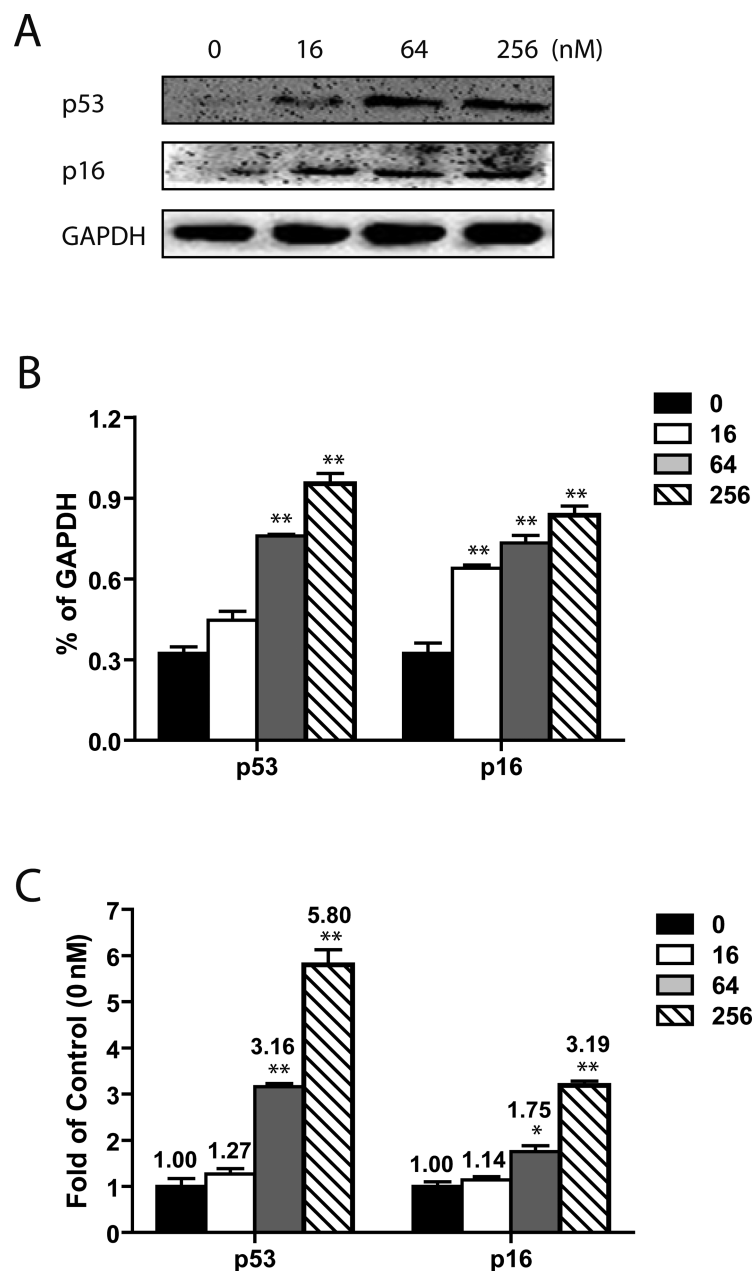 A
0 16 64 256 (nM)
p53
p16
GAPDH
B
0
16
64
256
% of GAPDH
1.2
0.9
0.6
0.3
0.0
** **
** ** **
p53 p16
C
0
16
64
256
Fold of Control (0 nM)
7
6
5
4
3
2
1
0
1.00 1.27 3.16 ** 5.80 **
1.00 1.14 1.75 * 3.19 **
p53 p16